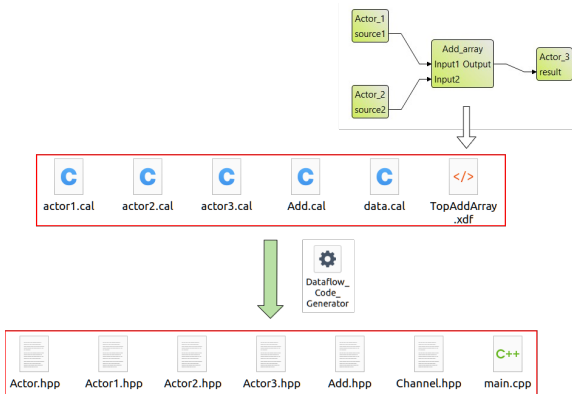 Actor_1
source1
Add_array
Input1 Output
Input2
Actor_3
result
Actor_2
source2
C C C C C </>
actor1.cal actor2.cal actor3.cal Add.cal data.cal TopAddArray
.xdf
Dataflow_
Code_
Generator
C++
Actor.hpp Actor1.hpp Actor2.hpp Actor3.hpp Add.hpp Channel.hpp main.cpp